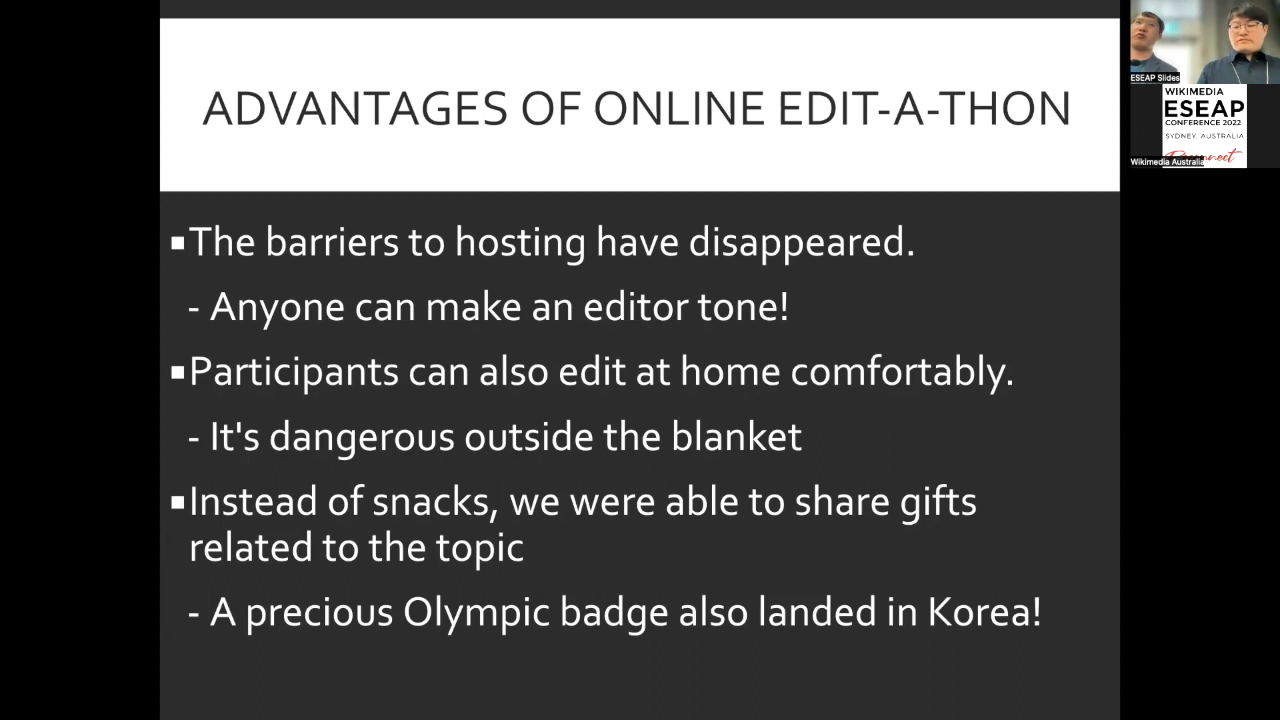 ADVANTAGES OF ONLINE EDIT-A-THON
▪The barriers to hosting have disappeared.
- Anyone can make an editor tone!
▪Participants can also edit at home comfortably.
- It's dangerous outside the blanket
▪Instead of snacks, we were able to share gifts
related to the topic
- A precious Olympic badge also landed in Korea!
ESEAP Slides
WIKIMEDIA
ESEAP
CONFERENCE 2022
SYDNEY, AUSTRALIA
Wikimedia Australia